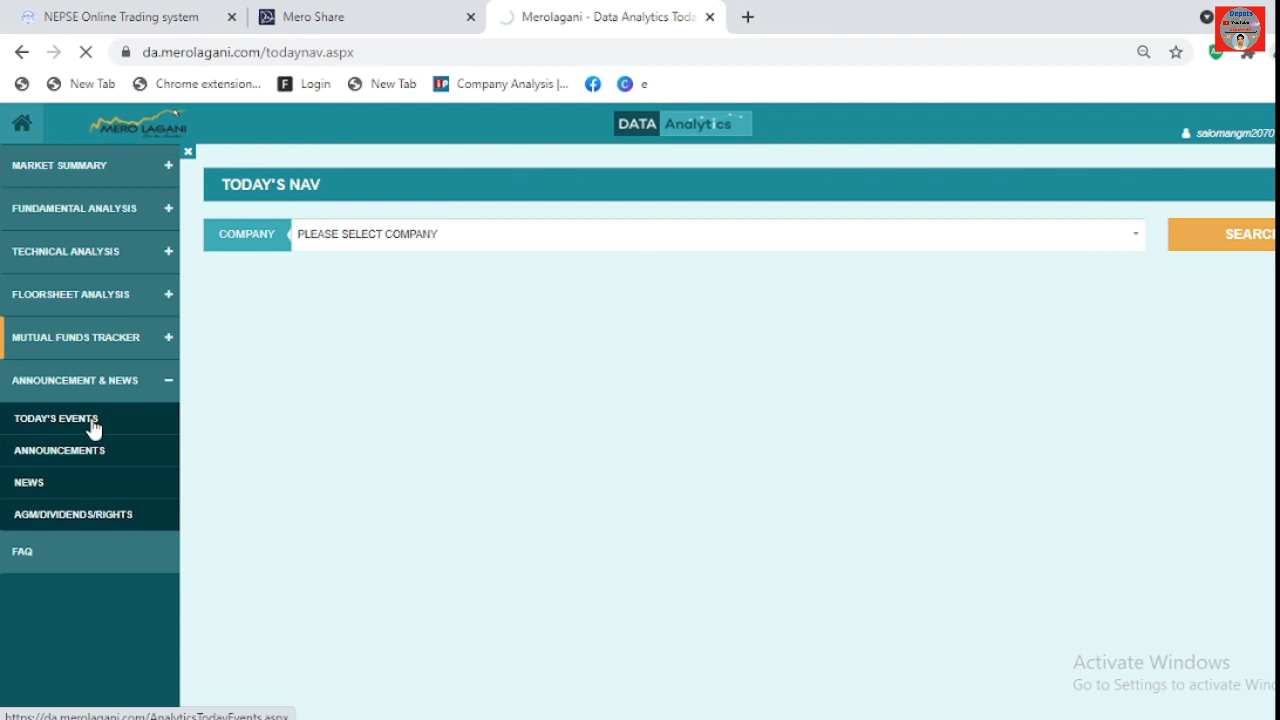 NEPSE Online Trading system
Mero Share
Merolagani - Data Analytics Toda
da.merolagani.com/todaynav.aspx
New Tab
Chrome extension...
F Login
New Tab
Company Analysis |...
e
MERO LAGANI
DATA Analytics
salomangm2070
MARKET SUMMARY
FUNDAMENTAL ANALYSIS
TECHNICAL ANALYSIS
FLOORSHEET ANALYSIS
MUTUAL FUNDS TRACKER
ANNOUNCEMENT & NEWS
TODAY'S EVENTS
ANNOUNCEMENTS
NEWS
AGM/DIVIDENDS/RIGHTS
FAQ
TODAY'S NAV
COMPANY
PLEASE SELECT COMPANY
SEARC
Activate Windows
Go to Settings to activate Win
https://da.merolagani.com/AnalyticsTodayEvents.aspx